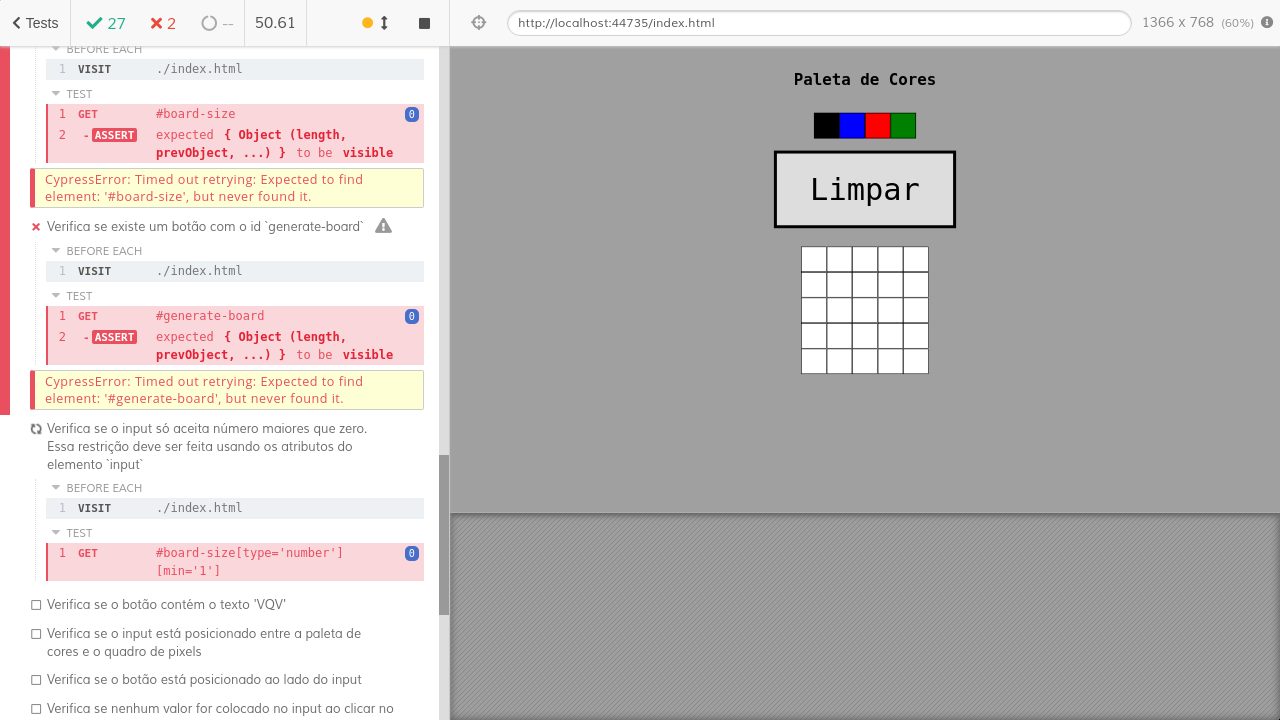 Tests
27
2
--
50.61
http://localhost:44735/index.html
1366 x 768 (60%)
BEFORE EACH
1 VISIT ./index.html
TEST
1 GET #board-size 0
2 -ASSERT expected { Object (length,
prevObject, ...) } to be visible
CypressError: Timed out retrying: Expected to find
element: '#board-size', but never found it.
Verifica se existe um botão com o id `generate-board`
BEFORE EACH
1 VISIT ./index.html
TEST
1 GET #generate-board 0
2 -ASSERT expected { Object (length,
prevObject, ...) } to be visible
CypressError: Timed out retrying: Expected to find
element: '#generate-board', but never found it.
Verifica se o input só aceita número maiores que zero.
Essa restrição deve ser feita usando os atributos do
elemento `input`
BEFORE EACH
1 VISIT ./index.html
TEST
1 GET #board-size[type='number'] 0
[min='1']
Verifica se o botão contém o texto 'VQV'
Verifica se o input está posicionado entre a paleta de
cores e o quadro de pixels
Verifica se o botão está posicionado ao lado do input
Verifica se nenhum valor for colocado no input ao clicar no
Paleta de Cores
Limpar